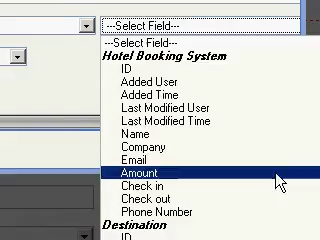 ---Select Field---
---Select Field---
Hotel Booking System
ID
Added User
Added Time
Last Modified User
Last Modified Time
Name
Company
Email
Amount
Check in
Check out
Phone Number
Destination
ID